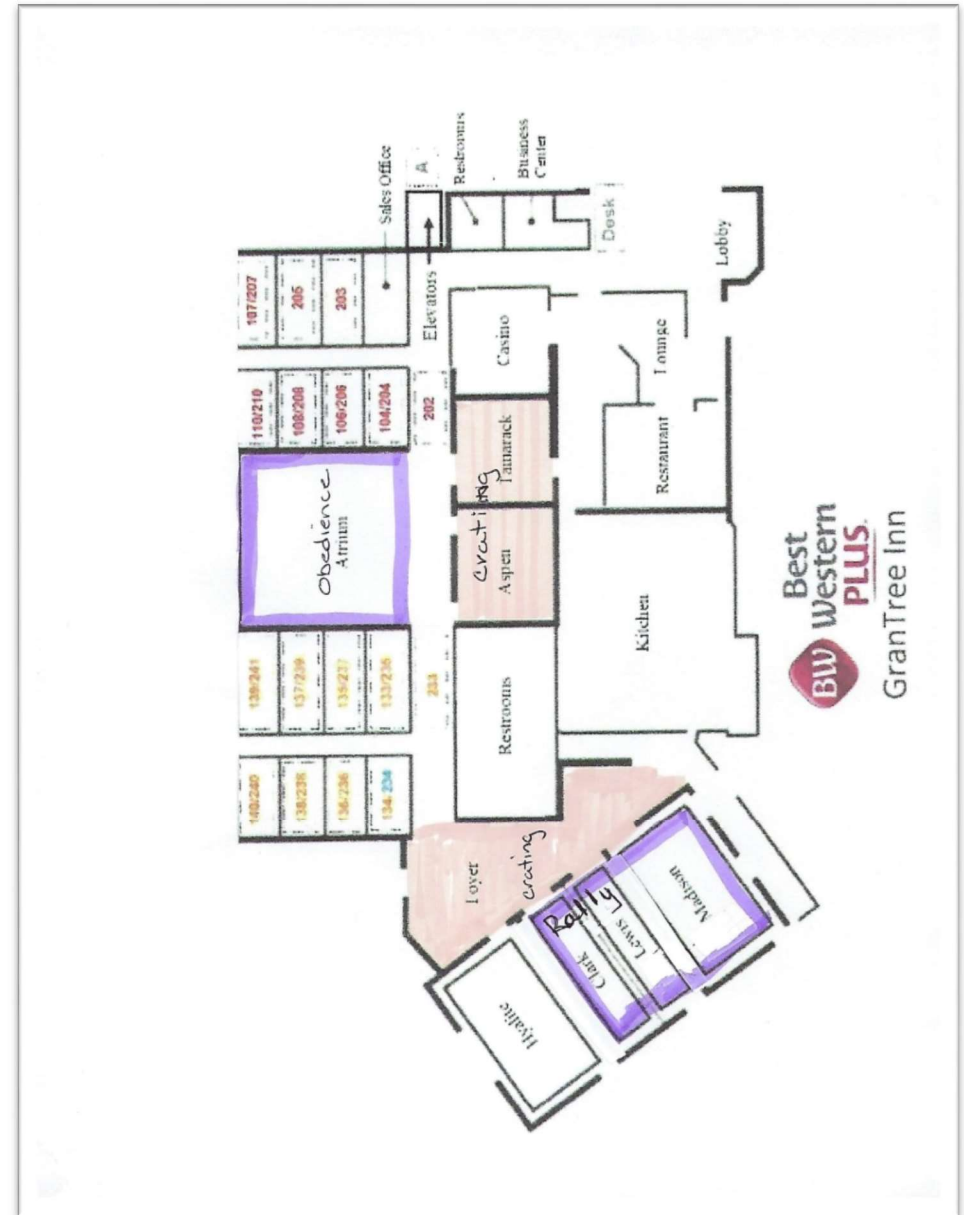 Sales Office
A
Restrooms
Business
Center
Desk
Lobby
Elevators
107/207
205
203
110/210
108/208
106/206
104/204
202
Casino
Lounge
Tamarack
Restaurant
Obedience
Atrium
crating
Aspen
Kitchen
139/241
137/239
135/237
133/235
233
Restrooms
140/240
138/238
136/236
134/234
Foyer
crating
Rally
Clark
Lewis
Madison
Hyalite
BW
Best
Western
PLUS.
GranTree Inn